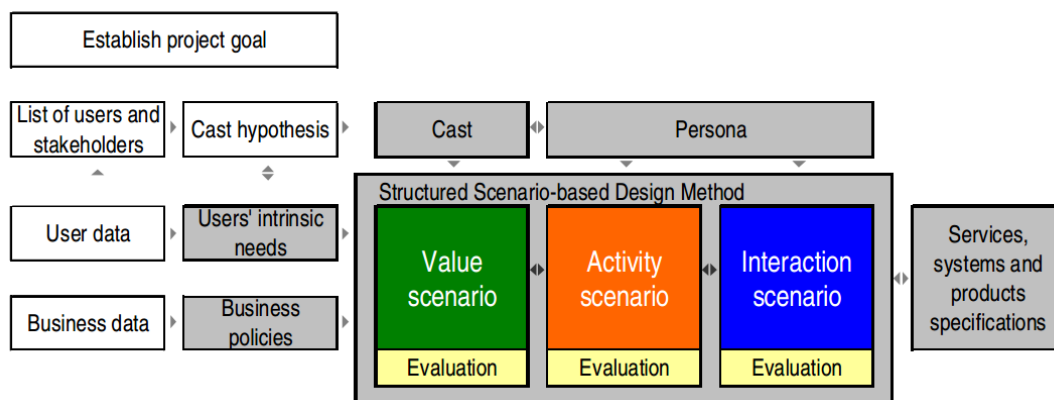 Establish project goal
List of users and
stakeholders
Cast hypothesis
Cast
Persona
Structured Scenario-based Design Method
User data
Users' intrinsic
needs
Value
scenario
Activity
scenario
Interaction
scenario
Services,
systems and
products
specifications
Business data
Business
policies
Evaluation
Evaluation
Evaluation